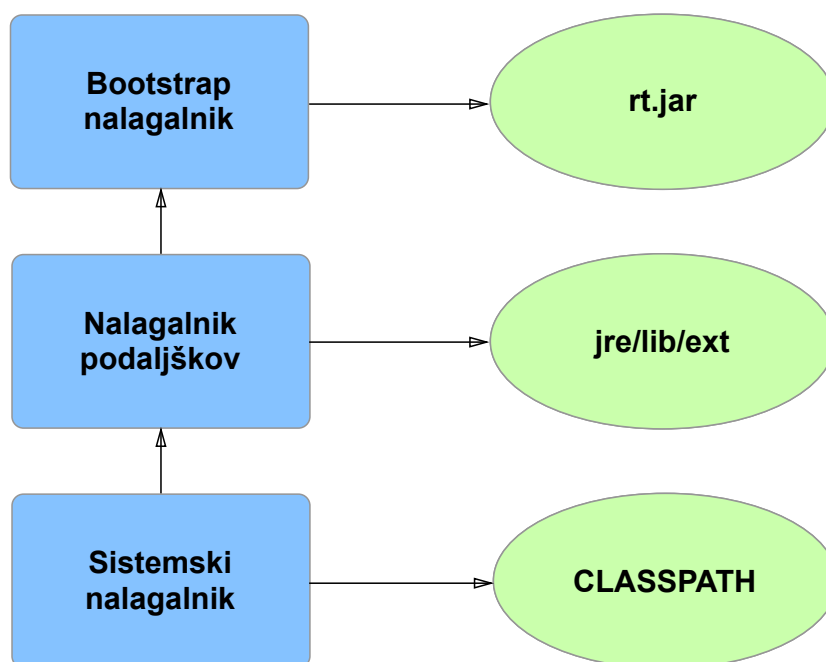 Bootstrap
nalagalnik
rt.jar
Nalagalnik
podaljškov
jre/lib/ext
Sistemski
nalagalnik
CLASSPATH